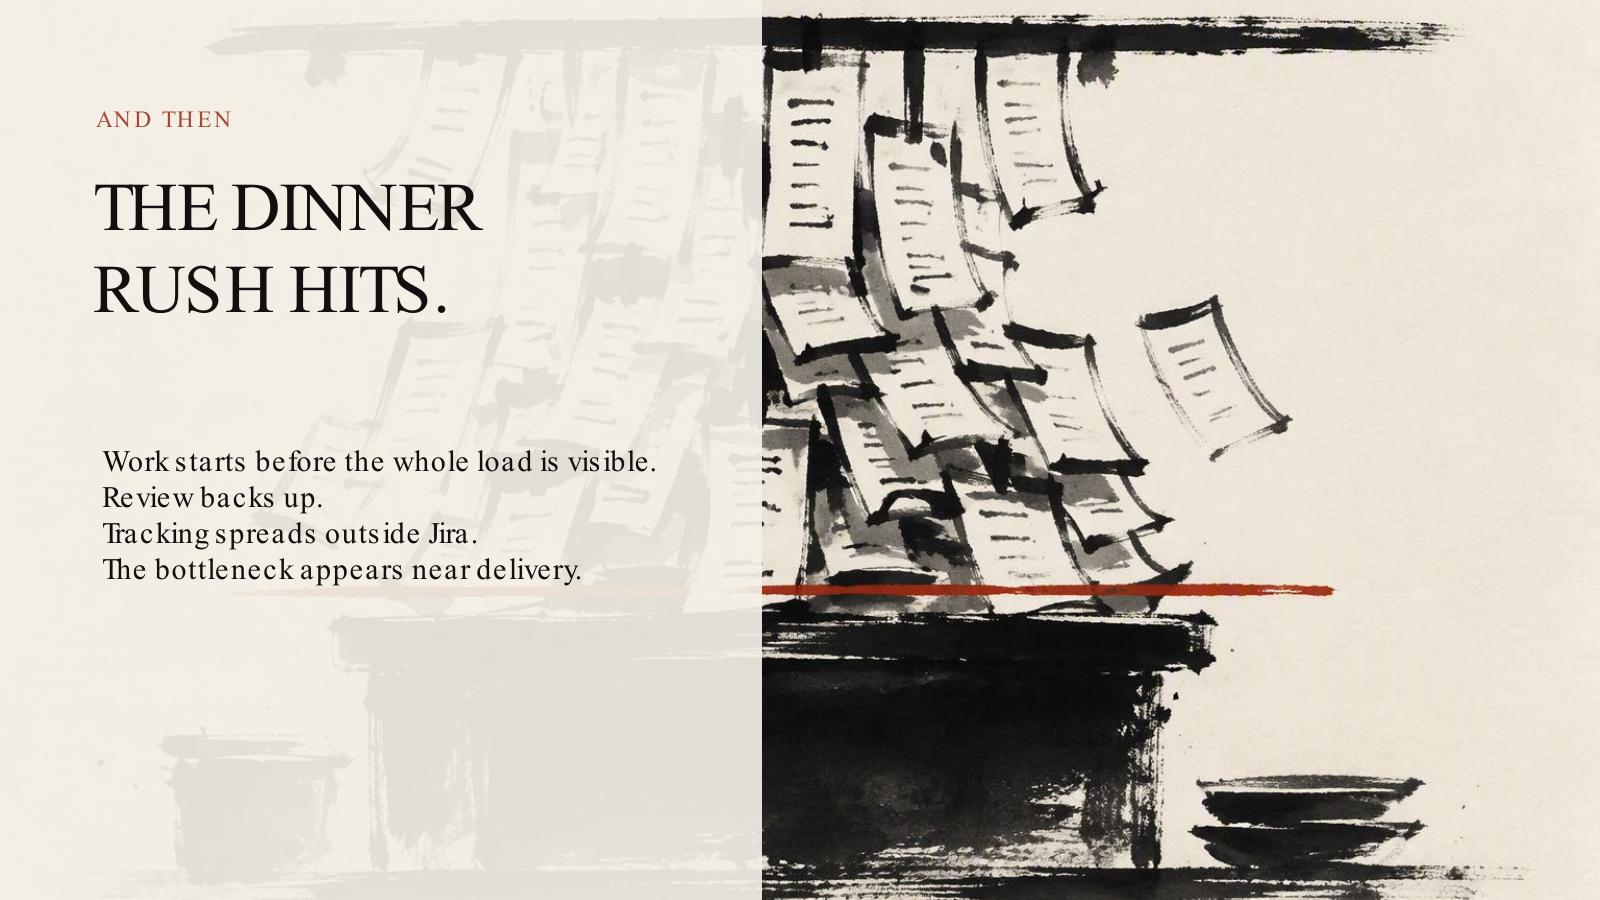 AND THEN
THE DINNER
RUSH HITS.
Work starts before the whole load is visible.
Review backs up.
Tracking spreads outside Jira.
The bottleneck appears near delivery.